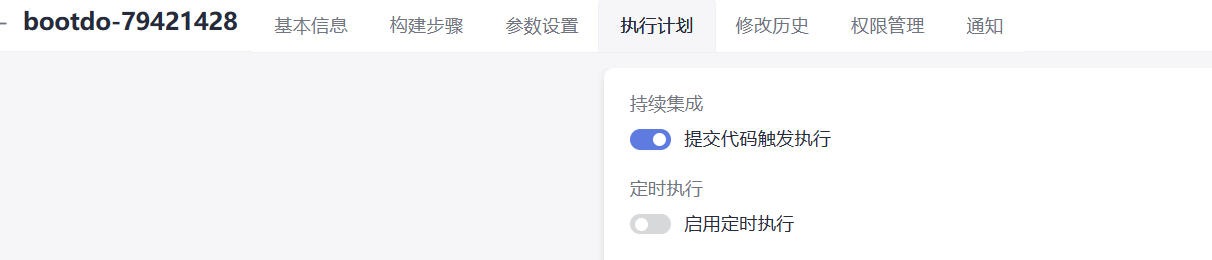 bootdo-79421428 基本信息 构建步骤 参数设置 执行计划 修改历史 权限管理 通知
持续集成
提交代码触发执行
定时执行
启用定时执行